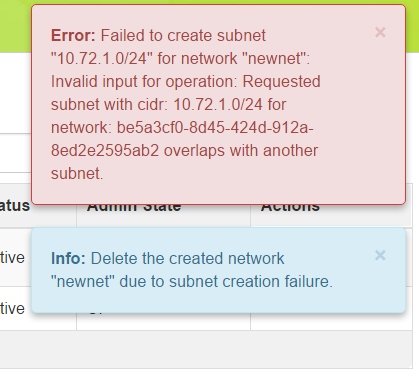 Error: Failed to create subnet
"10.72.1.0/24" for network "newnet":
Invalid input for operation: Requested
subnet with cidr: 10.72.1.0/24 for
network: be5a3cf0-8d45-424d-912a-
8ed2e2595ab2 overlaps with another
subnet.
×
atus Admin State Actions
tive
Info: Delete the created network
"newnet" due to subnet creation failure.
×
tive